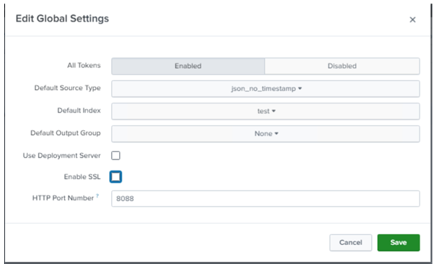 Edit Global Settings ×
All Tokens Enabled Disabled
Default Source Type json_no_timestamp ▾
Default Index test ▾
Default Output Group None ▾
Use Deployment Server
Enable SSL
HTTP Port Number ? 8088
Cancel Save